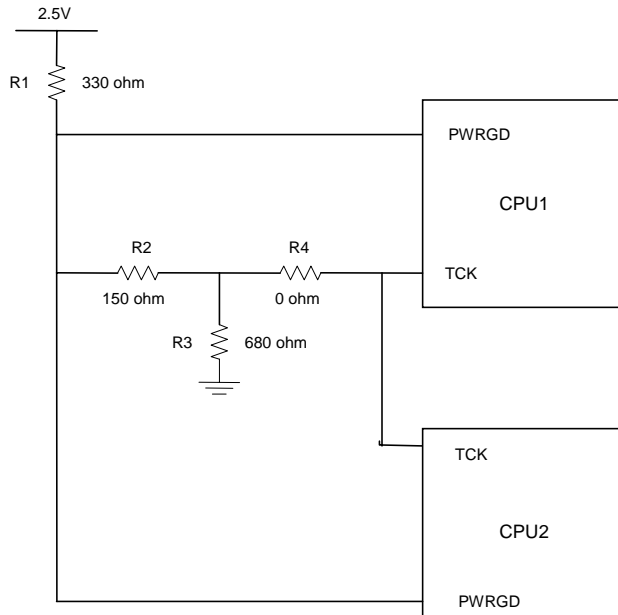 2.5V
R1 330 ohm
PWRGD
CPU1
R2 R4
TCK
150 ohm 0 ohm
R3 680 ohm
TCK
CPU2
PWRGD